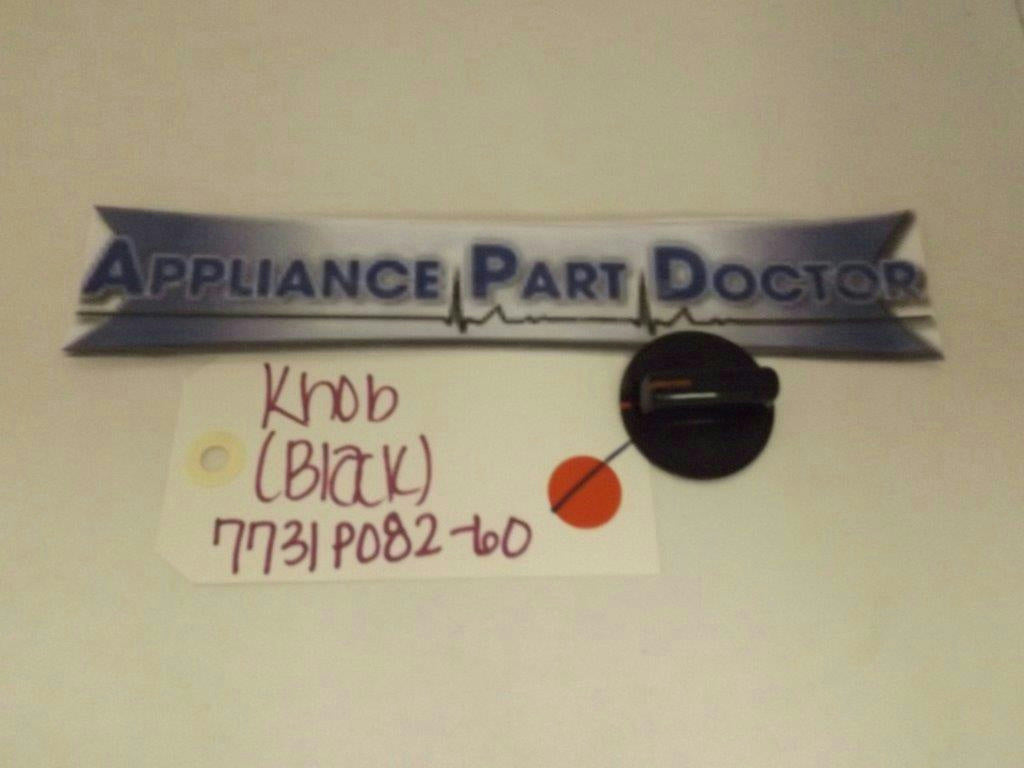 APPLIANCE PART DOCTOR
Knob
(Black)
7731P082-60